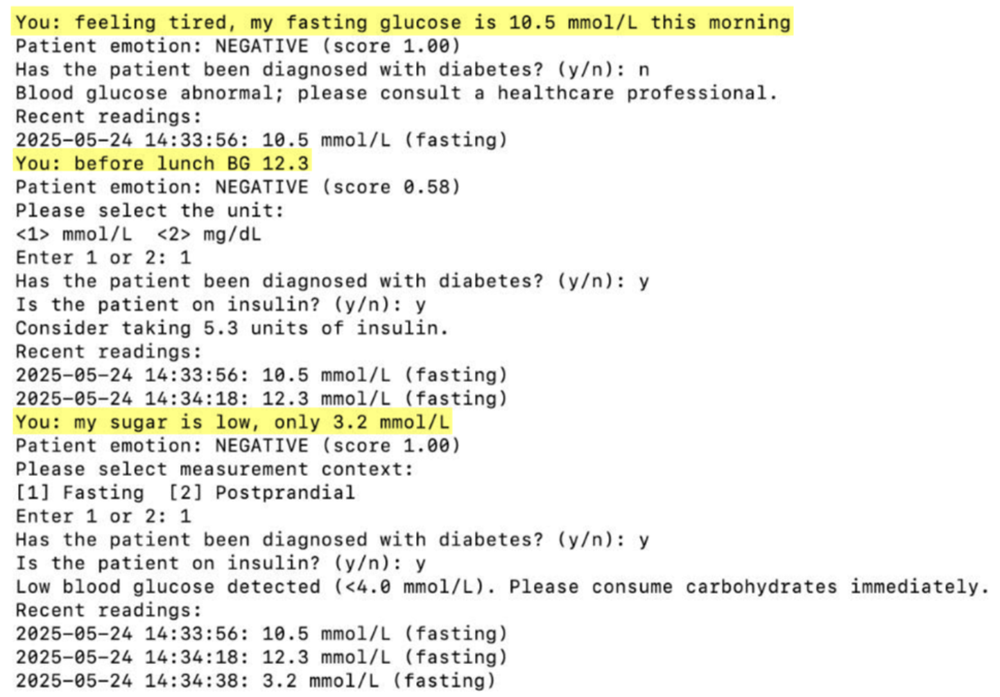 You: feeling tired, my fasting glucose is 10.5 mmol/L this morning
Patient emotion: NEGATIVE (score 1.00)
Has the patient been diagnosed with diabetes? (y/n): n
Blood glucose abnormal; please consult a healthcare professional.
Recent readings:
2025-05-24 14:33:56: 10.5 mmol/L (fasting)
You: before lunch BG 12.3
Patient emotion: NEGATIVE (score 0.58)
Please select the unit:
<1> mmol/L  <2> mg/dL
Enter 1 or 2: 1
Has the patient been diagnosed with diabetes? (y/n): y
Is the patient on insulin? (y/n): y
Consider taking 5.3 units of insulin.
Recent readings:
2025-05-24 14:33:56: 10.5 mmol/L (fasting)
2025-05-24 14:34:18: 12.3 mmol/L (fasting)
You: my sugar is low, only 3.2 mmol/L
Patient emotion: NEGATIVE (score 1.00)
Please select measurement context:
[1] Fasting  [2] Postprandial
Enter 1 or 2: 1
Has the patient been diagnosed with diabetes? (y/n): y
Is the patient on insulin? (y/n): y
Low blood glucose detected (<4.0 mmol/L). Please consume carbohydrates immediately.
Recent readings:
2025-05-24 14:33:56: 10.5 mmol/L (fasting)
2025-05-24 14:34:18: 12.3 mmol/L (fasting)
2025-05-24 14:34:38: 3.2 mmol/L (fasting)